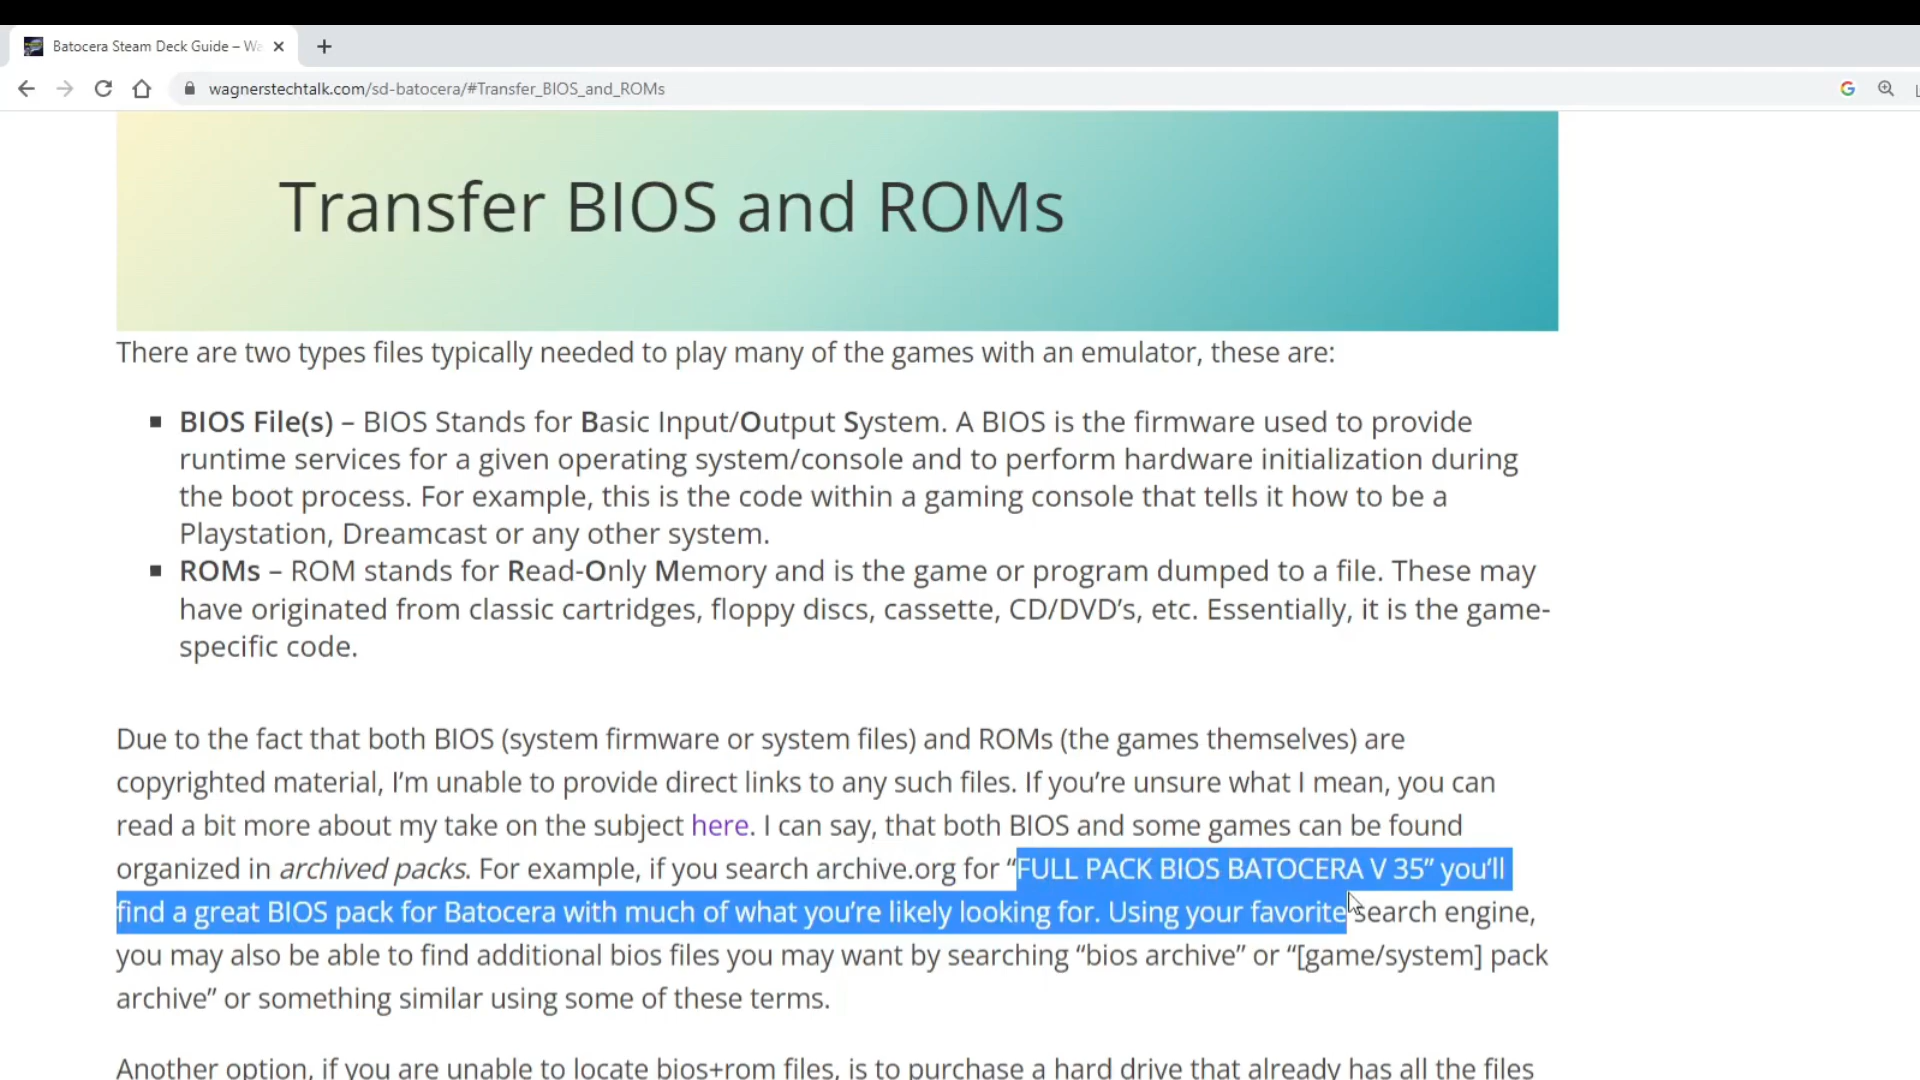 Batocera Steam Deck Guide – Wa
wagnerstechtalk.com/sd-batocera/#Transfer_BIOS_and_ROMs
Transfer BIOS and ROMs
There are two types files typically needed to play many of the games with an emulator, these are:
▪ BIOS File(s) – BIOS Stands for Basic Input/Output System. A BIOS is the firmware used to provide
runtime services for a given operating system/console and to perform hardware initialization during
the boot process. For example, this is the code within a gaming console that tells it how to be a
Playstation, Dreamcast or any other system.
▪ ROMs – ROM stands for Read-Only Memory and is the game or program dumped to a file. These may
have originated from classic cartridges, floppy discs, cassette, CD/DVD’s, etc. Essentially, it is the game-
specific code.
Due to the fact that both BIOS (system firmware or system files) and ROMs (the games themselves) are
copyrighted material, I’m unable to provide direct links to any such files. If you’re unsure what I mean, you can
read a bit more about my take on the subject here. I can say, that both BIOS and some games can be found
organized in archived packs. For example, if you search archive.org for “FULL PACK BIOS BATOCERA V 35” you’ll
find a great BIOS pack for Batocera with much of what you’re likely looking for. Using your favorite search engine,
you may also be able to find additional bios files you may want by searching “bios archive” or “[game/system] pack
archive” or something similar using some of these terms.
Another option, if you are unable to locate bios+rom files, is to purchase a hard drive that already has all the files